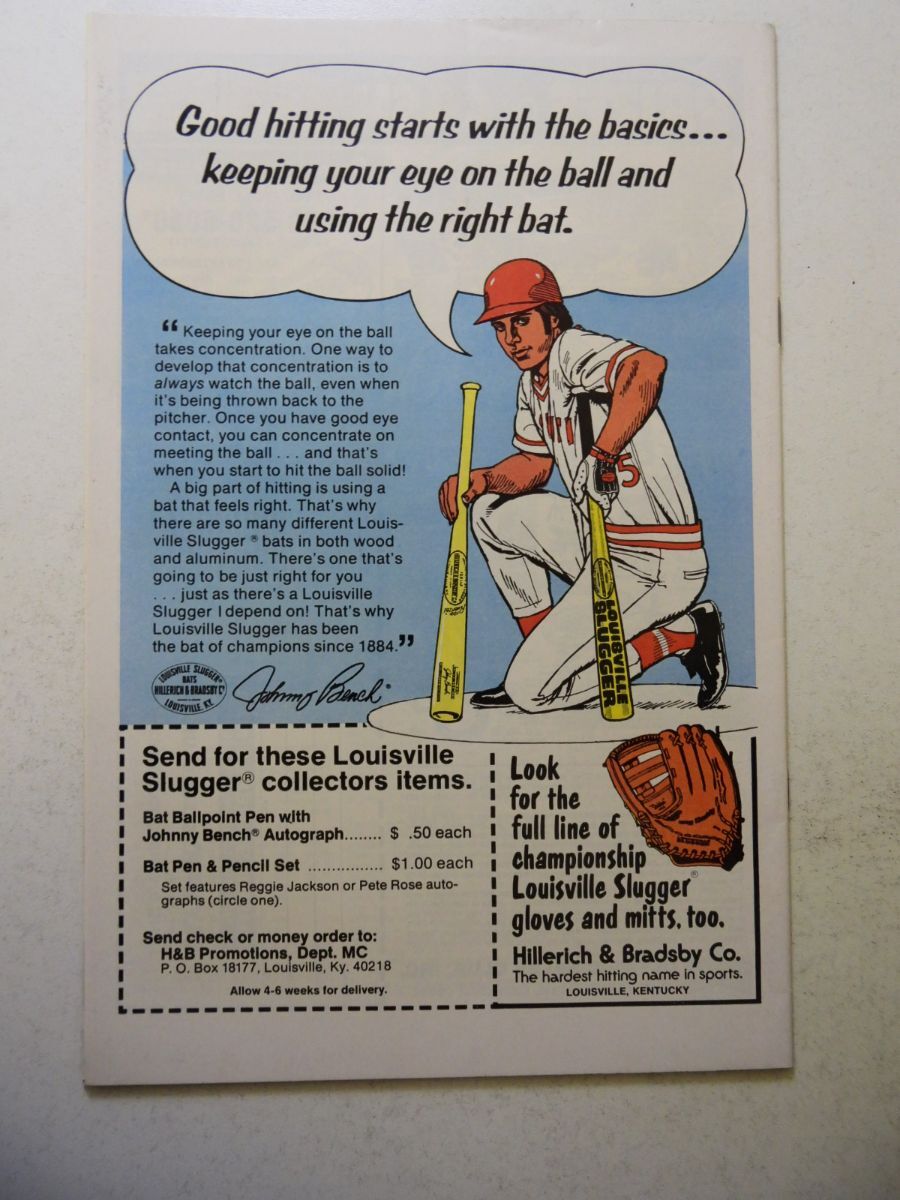 Good hitting starts with the basics...
keeping your eye on the ball and
using the right bat.
“Keeping your eye on the ball
takes concentration. One way to
develop that concentration is to
always watch the ball, even when
it's being thrown back to the
pitcher. Once you have good eye
contact, you can concentrate on
meeting the ball . . . and that's
when you start to hit the ball solid!
A big part of hitting is using a
bat that feels right. That's why
there are so many different Louis-
ville Slugger® bats in both wood
and aluminum. There's one that's
going to be just right for you
. . . just as there's a Louisville
Slugger I depend on! That's why
Louisville Slugger has been
the bat of champions since 1884.”
LOUISVILLE SLUGGER®
BATS
HILLERICH & BRADSBY Co
LOUISVILLE, KY.
Johnny Bench®
5
LOUISVILLE
SLUGGER
Send for these Louisville
Slugger® collectors items.
Bat Ballpoint Pen with
Johnny Bench® Autograph........ $ .50 each
Bat Pen & Pencil Set ................ $1.00 each
Set features Reggie Jackson or Pete Rose auto-
graphs (circle one).
Send check or money order to:
H&B Promotions, Dept. MC
P. O. Box 18177, Louisville, Ky. 40218
Allow 4-6 weeks for delivery.
Look
for the
full line of
championship
Louisville Slugger®
gloves and mitts, too.
Hillerich & Bradsby Co.
The hardest hitting name in sports.
LOUISVILLE, KENTUCKY